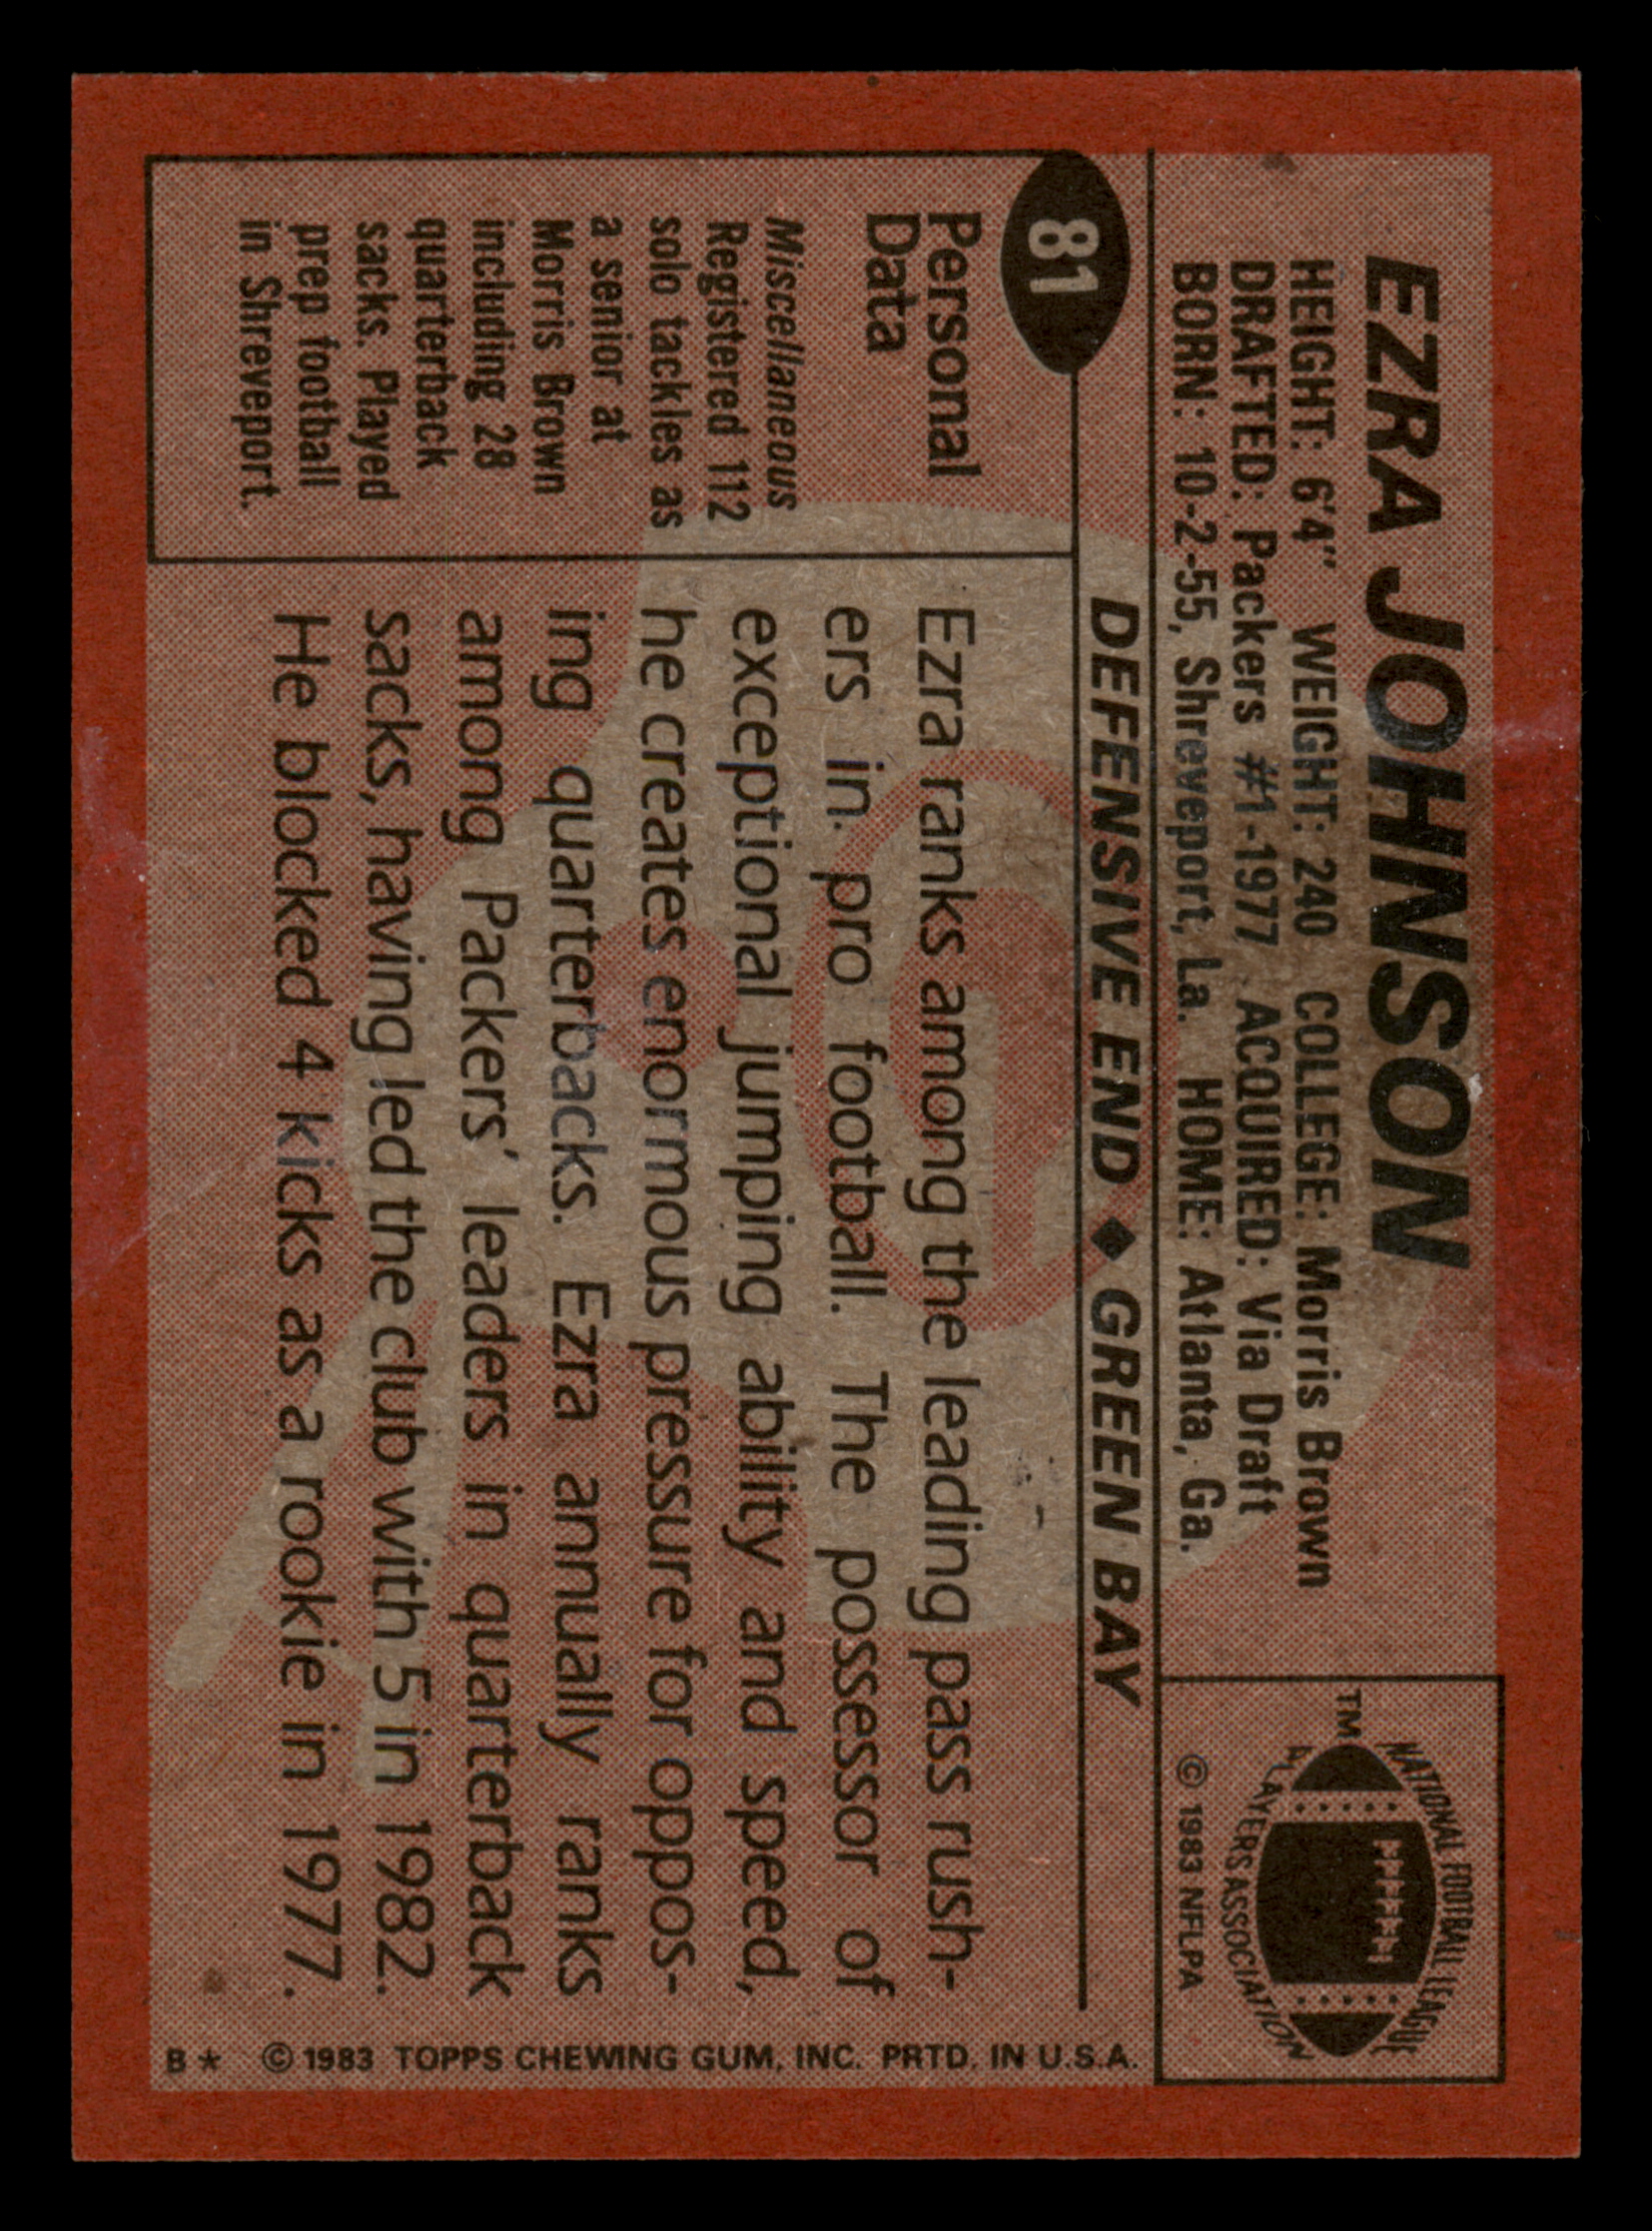 EZRA JOHNSON
HEIGHT: 6'4" WEIGHT: 240 COLLEGE: Morris Brown
DRAFTED: Packers #1-1977 ACQUIRED: Via Draft
BORN: 10-2-55, Shreveport, La. HOME: Atlanta, Ga.
TM
NATIONAL FOOTBALL LEAGUE
PLAYERS ASSOCIATION
© 1983 NFLPA
81
DEFENSIVE END ◆ GREEN BAY
Personal
Data
Miscellaneous
Registered 112
solo tackles as
a senior at
Morris Brown
including 28
quarterback
sacks. Played
prep football
in Shreveport.
Ezra ranks among the leading pass rush-
ers in pro football. The possessor of
exceptional jumping ability and speed,
he creates enormous pressure for oppos-
ing quarterbacks. Ezra annually ranks
among Packers' leaders in quarterback
sacks, having led the club with 5 in 1982.
He blocked 4 kicks as a rookie in 1977.
B* © 1983 TOPPS CHEWING GUM, INC. PRTD. IN U.S.A.